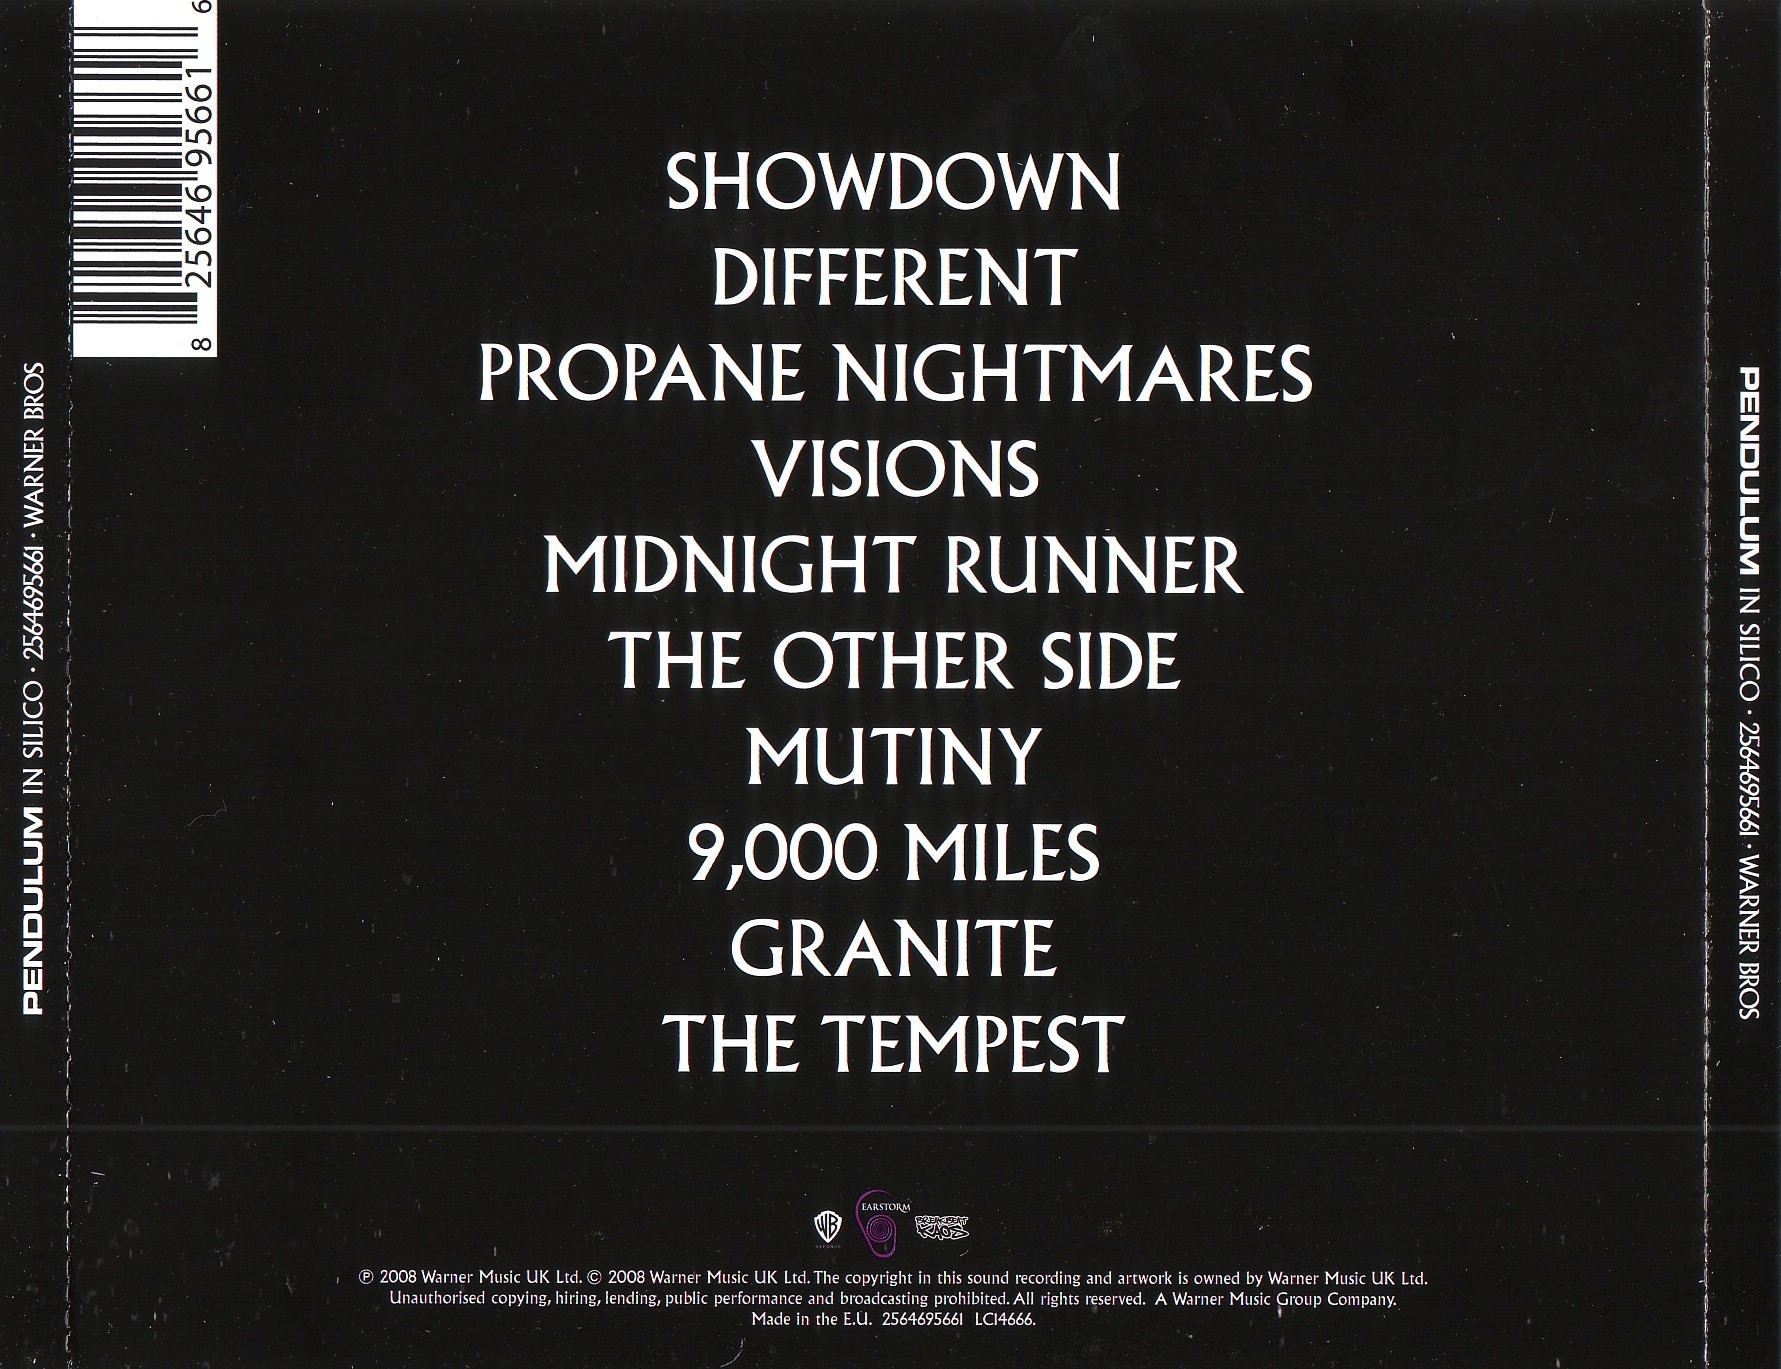 6
8 25646 95661
PENDULUM IN SILICO · 2564695661 · WARNER BROS
SHOWDOWN
DIFFERENT
PROPANE NIGHTMARES
VISIONS
MIDNIGHT RUNNER
THE OTHER SIDE
MUTINY
9,000 MILES
GRANITE
THE TEMPEST
PENDULUM IN SILICO · 2564695661 · WARNER BROS
WB
RECORDS
EARSTORM
BREAKBEAT
KAOS
℗ 2008 Warner Music UK Ltd. © 2008 Warner Music UK Ltd. The copyright in this sound recording and artwork is owned by Warner Music UK Ltd.
Unauthorised copying, hiring, lending, public performance and broadcasting prohibited. All rights reserved. A Warner Music Group Company.
Made in the E.U. 2564695661 LC14666.